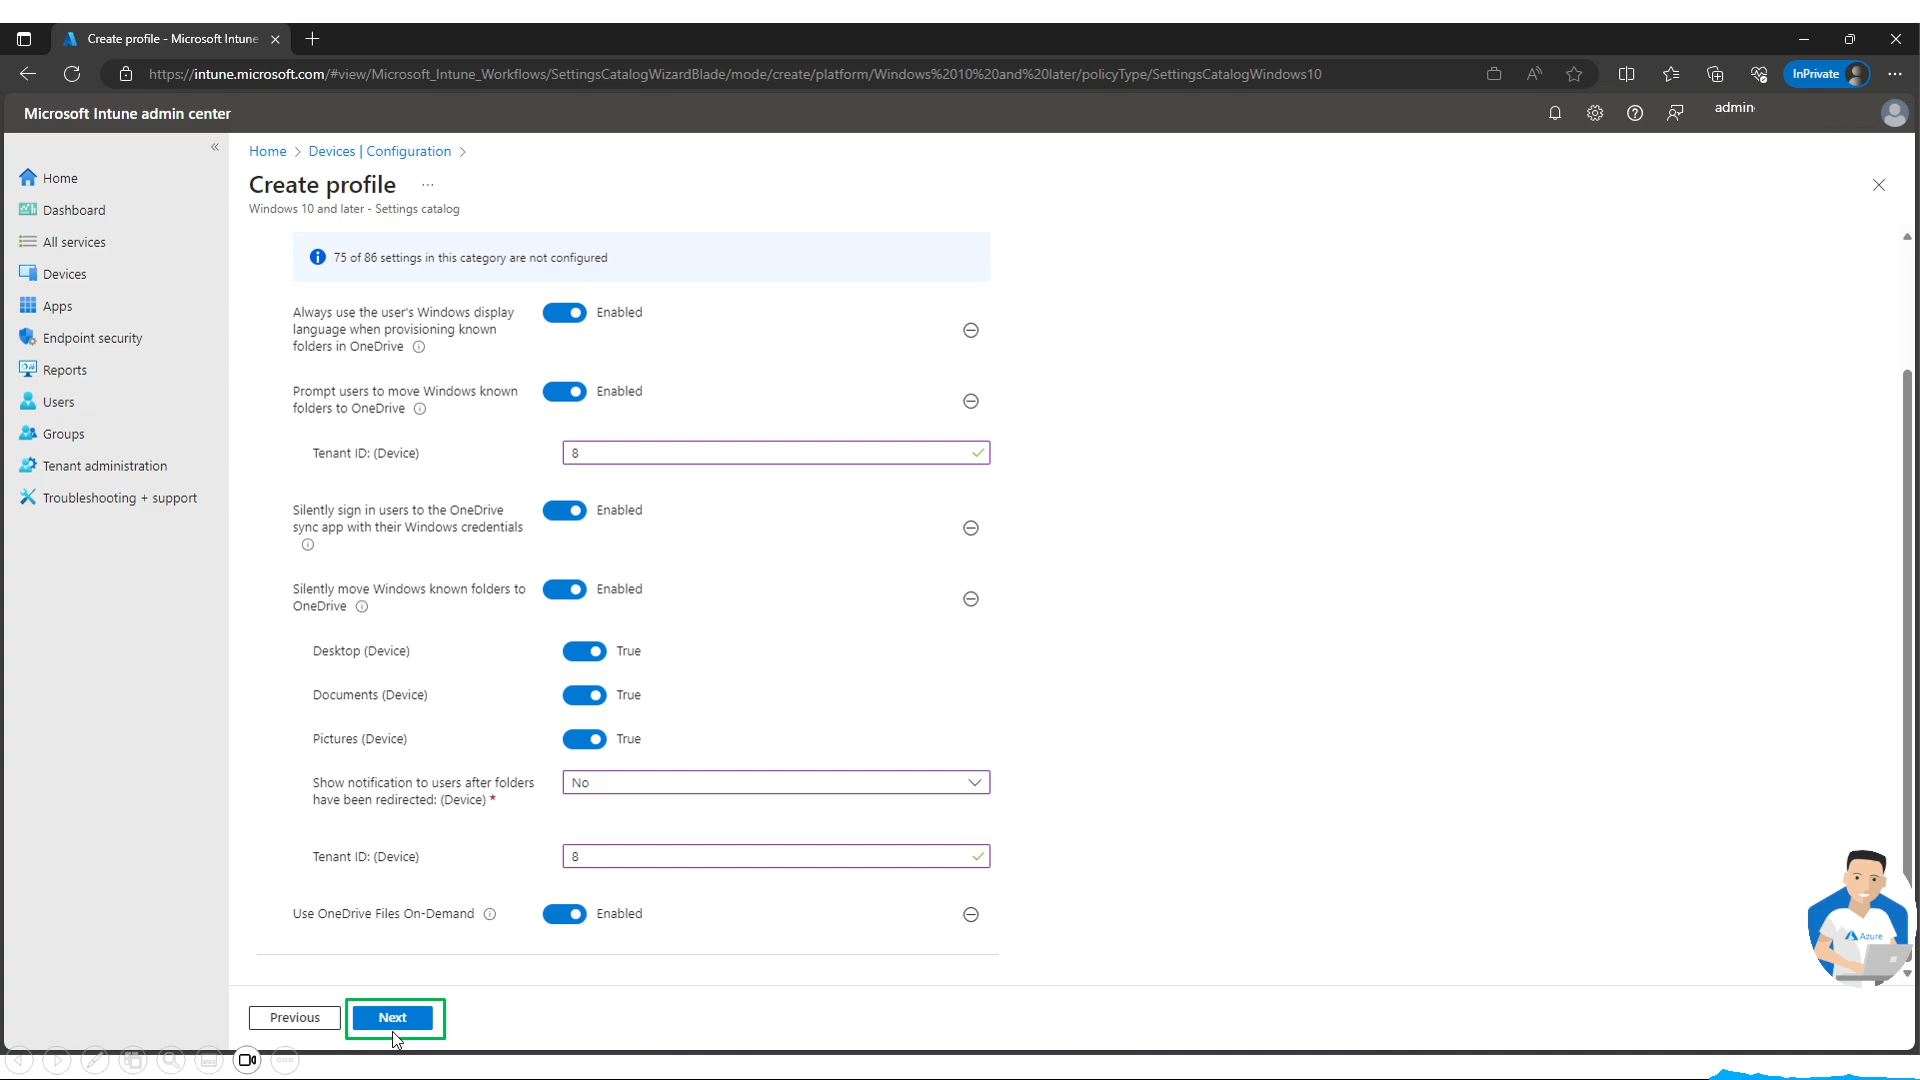 Create profile - Microsoft Intune
https://intune.microsoft.com/#view/Microsoft_Intune_Workflows/SettingsCatalogWizardBlade/mode/create/platform/Windows%2010%20and%20later/policyType/SettingsCatalogWindows10
InPrivate
Microsoft Intune admin center
admin
Home
Dashboard
All services
Devices
Apps
Endpoint security
Reports
Users
Groups
Tenant administration
Troubleshooting + support
Home > Devices | Configuration >
Create profile ...
Windows 10 and later - Settings catalog
75 of 86 settings in this category are not configured
Always use the user's Windows display
language when provisioning known
folders in OneDrive
Enabled
Prompt users to move Windows known
folders to OneDrive
Enabled
Tenant ID: (Device)
8
Silently sign in users to the OneDrive
sync app with their Windows credentials
Enabled
Silently move Windows known folders to
OneDrive
Enabled
Desktop (Device)
True
Documents (Device)
True
Pictures (Device)
True
Show notification to users after folders
have been redirected: (Device) *
No
Tenant ID: (Device)
8
Use OneDrive Files On-Demand
Enabled
Azure
Previous
Next